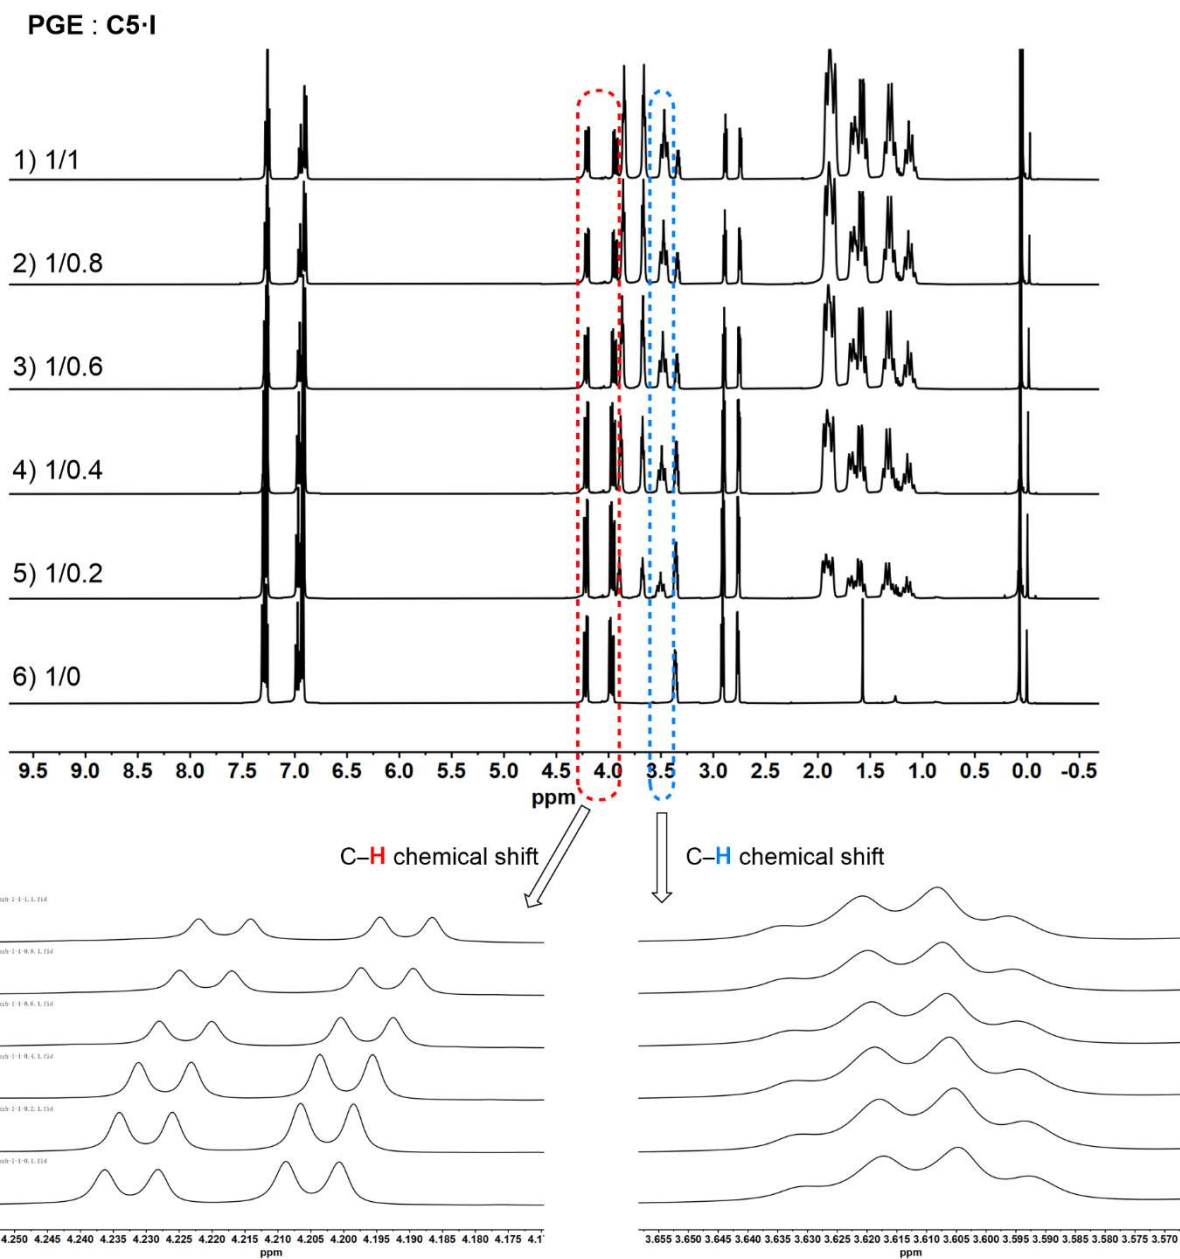 PGE : C5·I
1) 1/1
2) 1/0.8
3) 1/0.6
4) 1/0.4
5) 1/0.2
6) 1/0
9.5 9.0 8.5 8.0 7.5 7.0 6.5 6.0 5.5 5.0 4.5 4.0 3.5 3.0 2.5 2.0 1.5 1.0 0.5 0.0 -0.5
ppm
C–H chemical shift
C–H chemical shift
4.250 4.245 4.240 4.235 4.230 4.225 4.220 4.215 4.210 4.205 4.200 4.195 4.190 4.185 4.180 4.175 4.1
ppm
3.655 3.650 3.645 3.640 3.635 3.630 3.625 3.620 3.615 3.610 3.605 3.600 3.595 3.590 3.585 3.580 3.575 3.570
ppm